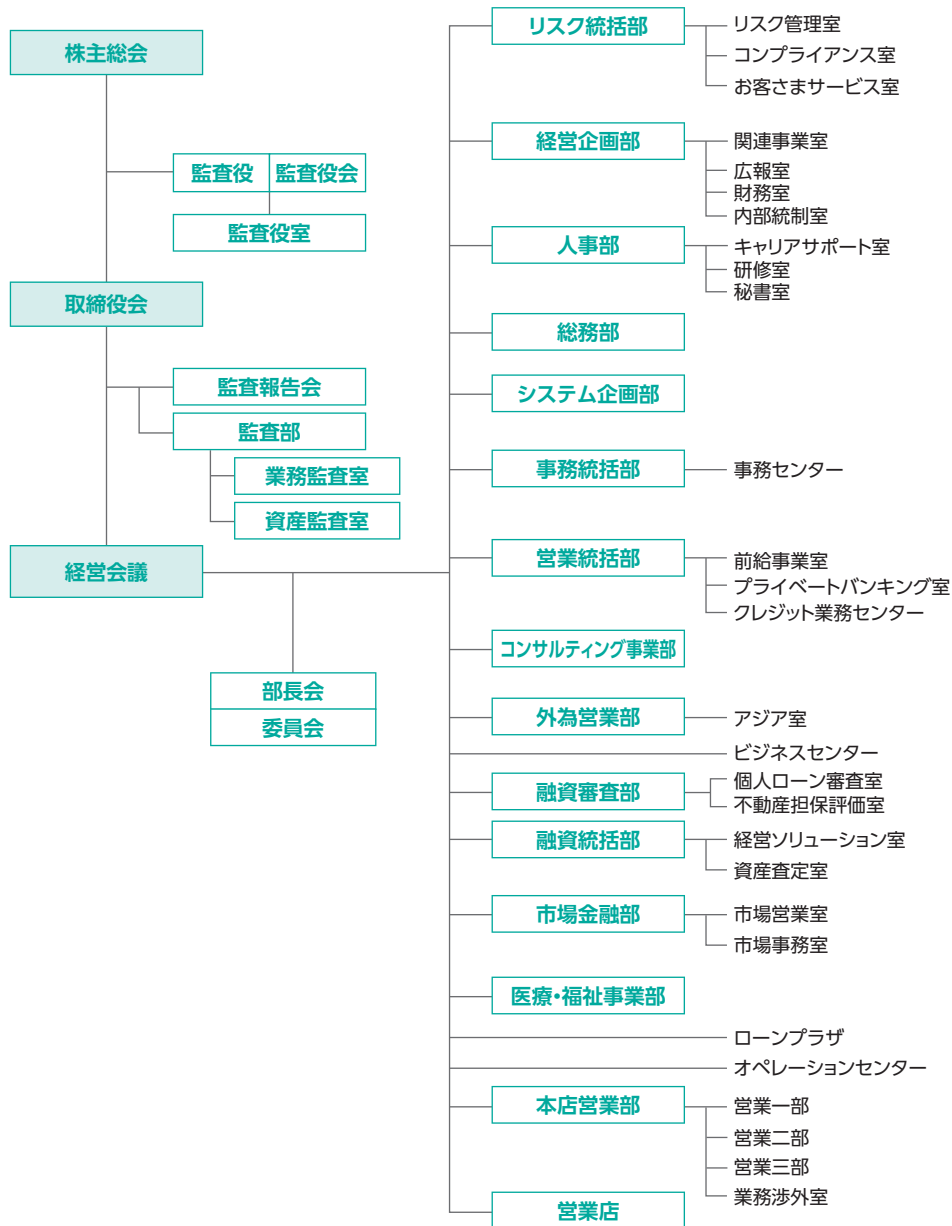 株主総会
監査役
監査役会
監査役室
取締役会
監査報告会
監査部
業務監査室
資産監査室
経営会議
部長会
委員会
リスク統括部
リスク管理室
コンプライアンス室
お客さまサービス室
経営企画部
関連事業室
広報室
財務室
内部統制室
人事部
キャリアサポート室
研修室
秘書室
総務部
システム企画部
事務統括部
事務センター
営業統括部
前給事業室
プライベートバンキング室
クレジット業務センター
コンサルティング事業部
外為営業部
アジア室
ビジネスセンター
融資審査部
個人ローン審査室
不動産担保評価室
融資統括部
経営ソリューション室
資産査定室
市場金融部
市場営業室
市場事務室
医療・福祉事業部
ローンプラザ
オペレーションセンター
本店営業部
営業一部
営業二部
営業三部
業務渉外室
営業店